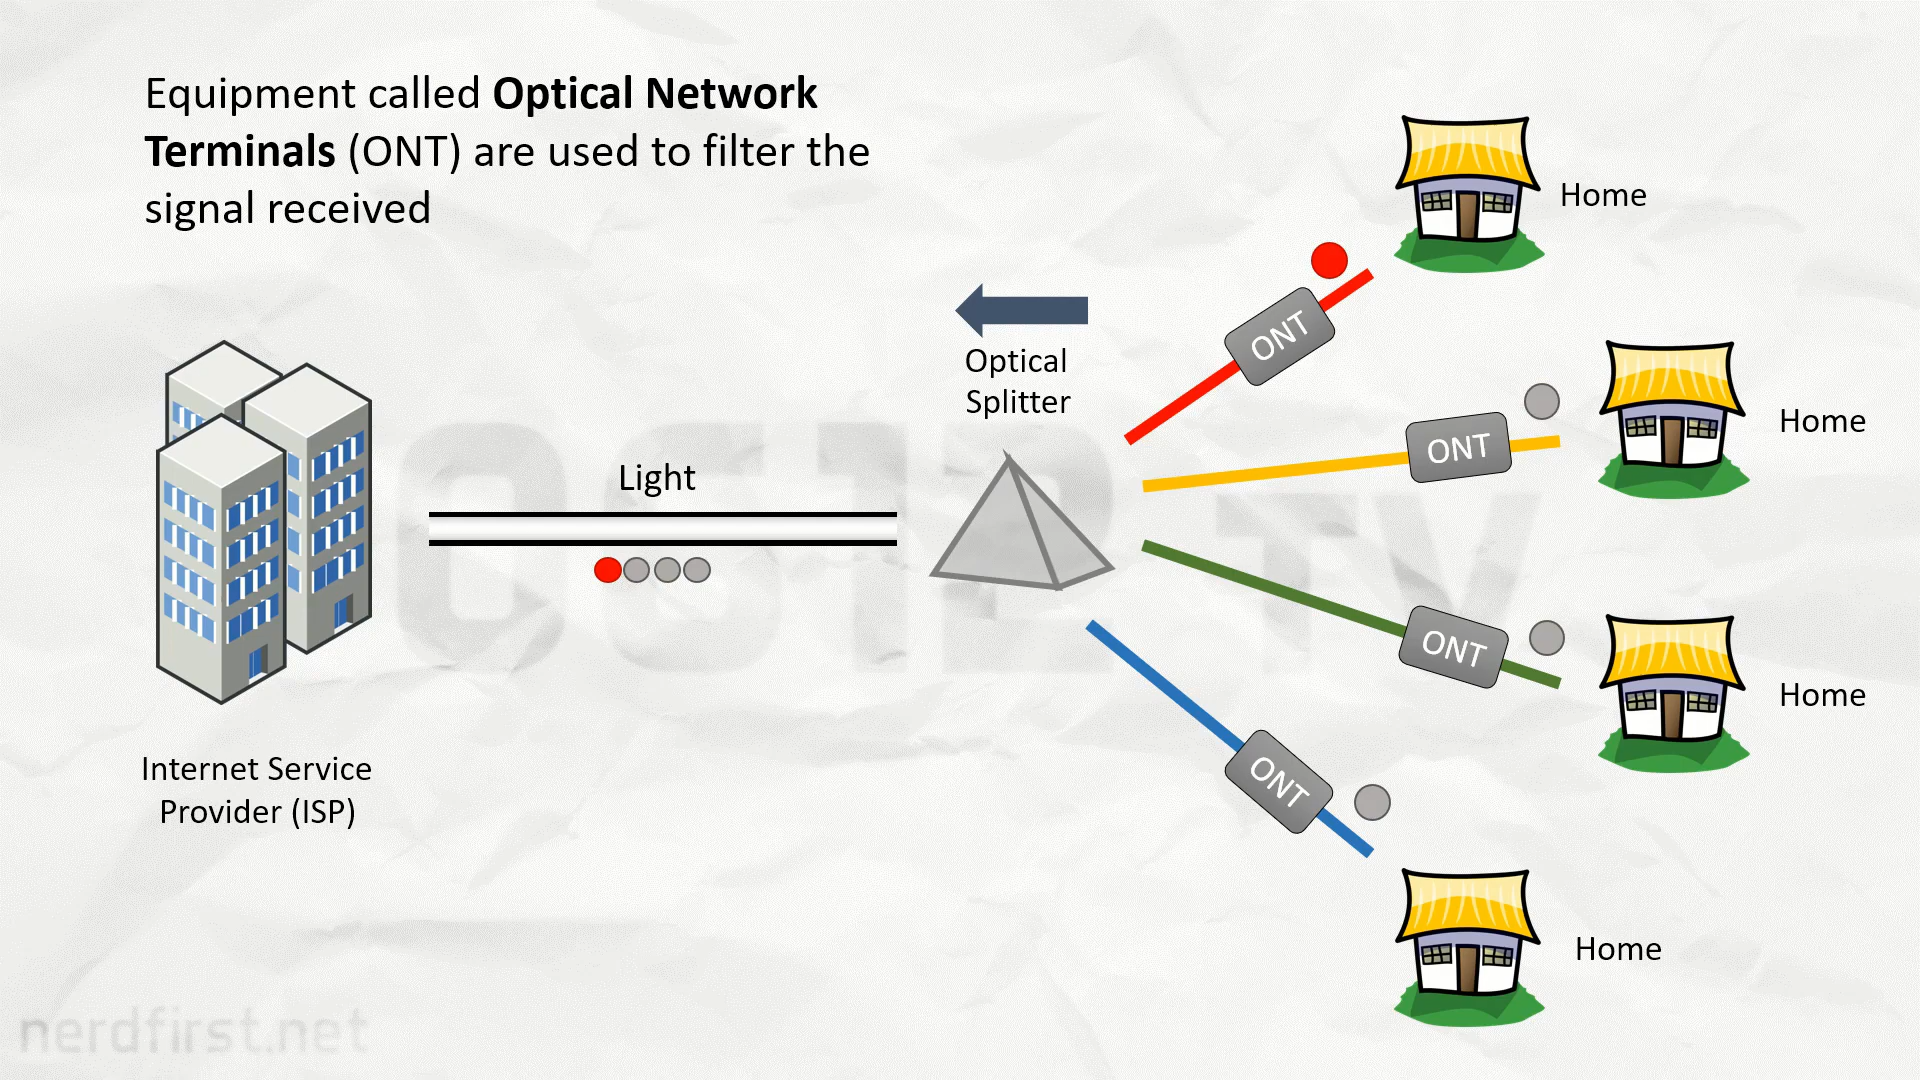 Equipment called Optical Network
Terminals (ONT) are used to filter the
signal received
Home
ONT
Optical
Splitter
Home
ONT
Light
ONT
Home
Internet Service
Provider (ISP)
ONT
Home
nerdfirst.net